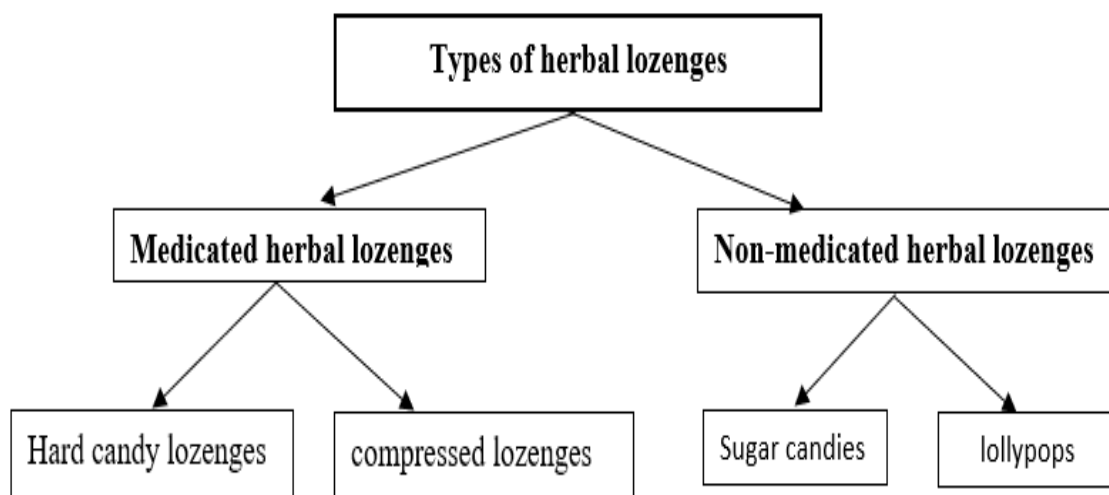 Types of herbal lozenges
Medicated herbal lozenges
Non-medicated herbal lozenges
Hard candy lozenges
compressed lozenges
Sugar candies
lollypops